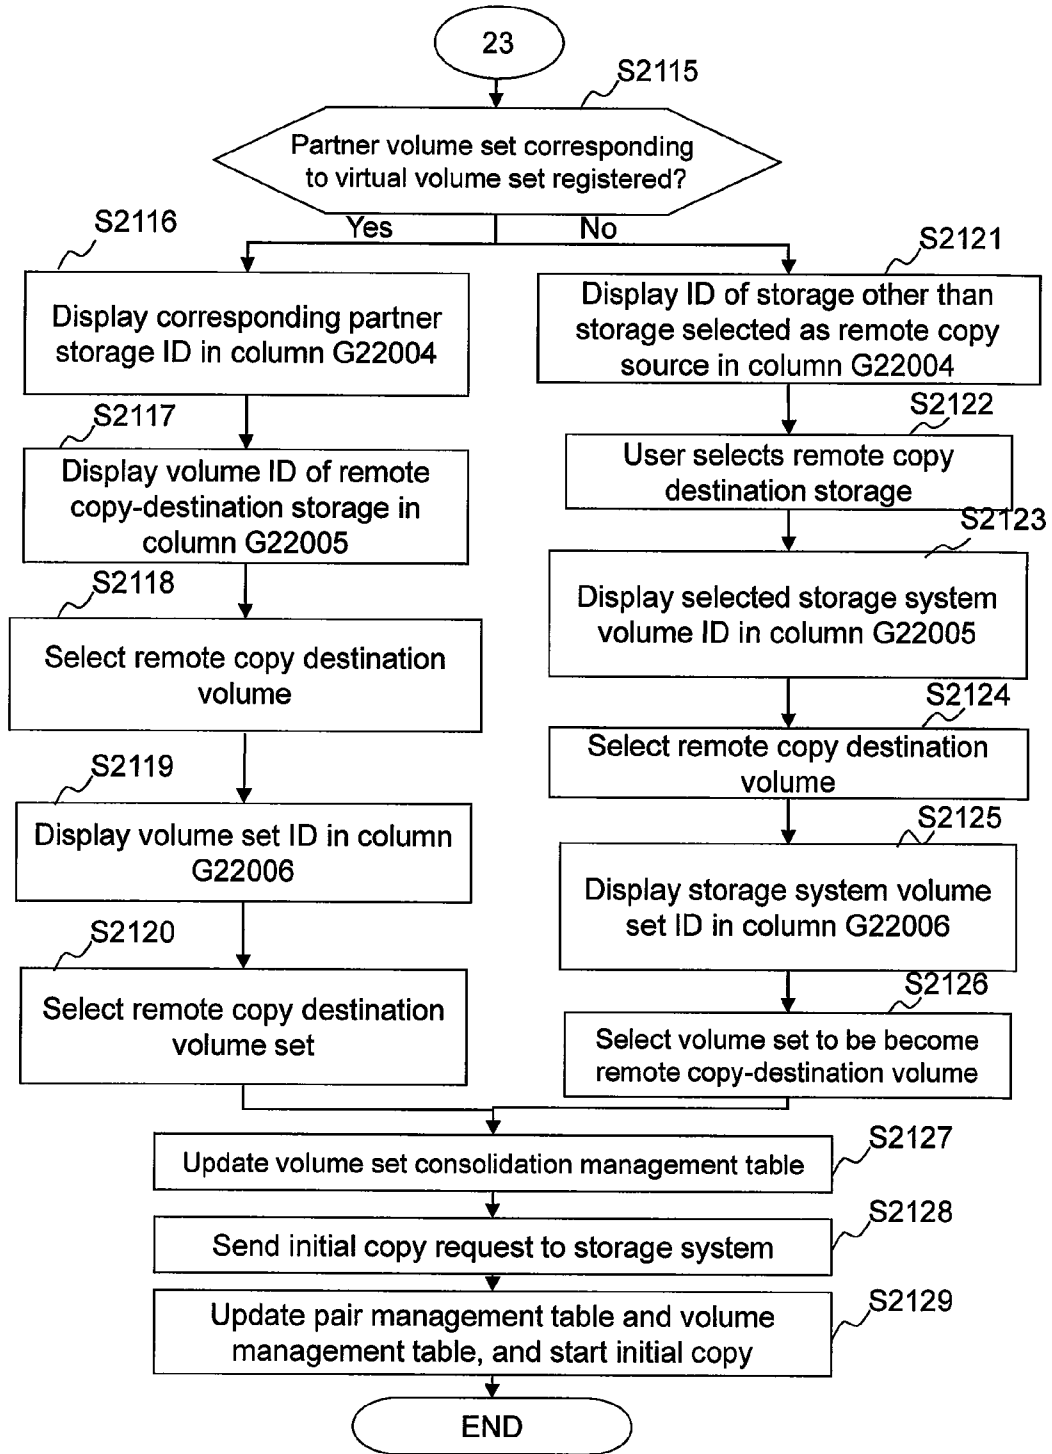 23
S2115
Partner volume set corresponding
to virtual volume set registered?
Yes
No
S2116
Display corresponding partner
storage ID in column G22004
S2117
Display volume ID of remote
copy-destination storage in
column G22005
S2118
Select remote copy destination
volume
S2119
Display volume set ID in column
G22006
S2120
Select remote copy destination
volume set
S2121
Display ID of storage other than
storage selected as remote copy
source in column G22004
S2122
User selects remote copy
destination storage
S2123
Display selected storage system
volume ID in column G22005
S2124
Select remote copy destination
volume
S2125
Display storage system volume
set ID in column G22006
S2126
Select volume set to be become
remote copy-destination volume
S2127
Update volume set consolidation management table
S2128
Send initial copy request to storage system
S2129
Update pair management table and volume
management table, and start initial copy
END